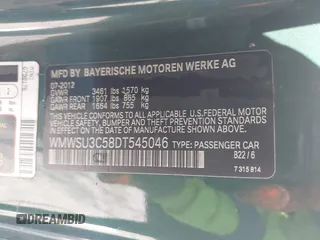 MFD BY BAYERISCHE MOTOREN WERKE AG
07-2012
GVWR 3461 lbs 1570 kg
GAWR FRONT 1907 lbs 865 kg
GAWR REAR 1664 lbs 755 kg
THIS VEHICLE CONFORMS TO ALL APPLICABLE U.S. FEDERAL MOTOR
VEHICLE SAFETY, BUMPER, AND THEFT PREVENTION STANDARDS
IN EFFECT ON THE DATE OF MANUFACTURE SHOWN ABOVE.
WMWSU3C58DT545046 TYPE: PASSENGER CAR
B22/6
7 315 814
DREAMBID